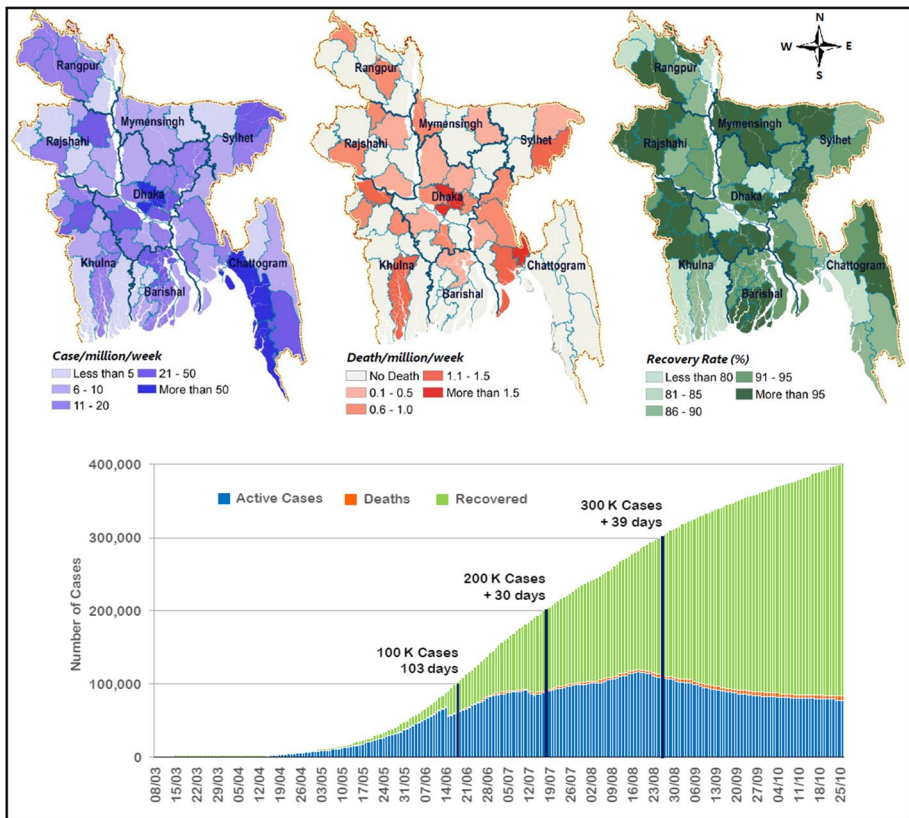 N
W E
S
Rangpur
Mymensingh
Sylhet
Rajshahi
Dhaka
Khulna
Chattogram
Barishal
Case/million/week
Less than 5
21 - 50
6 - 10
More than 50
11 - 20
Rangpur
Mymensingh
Sylhet
Rajshahi
Dhaka
Khulna
Chattogram
Barishal
Death/million/week
No Death
1.1 - 1.5
0.1 - 0.5
More than 1.5
0.6 - 1.0
Rangpur
Mymensingh
Sylhet
Rajshahi
Dhaka
Khulna
Chattogram
Barishal
Recovery Rate (%)
Less than 80
91 - 95
81 - 85
More than 95
86 - 90
400,000
300,000
200,000
100,000
0
Number of Cases
Active Cases Deaths Recovered
300 K Cases
+ 39 days
200 K Cases
+ 30 days
100 K Cases
103 days
08/03
15/03
22/03
29/03
05/04
12/04
19/04
26/04
03/05
10/05
17/05
24/05
31/05
07/06
14/06
21/06
28/06
05/07
12/07
19/07
26/07
02/08
09/08
16/08
23/08
30/08
06/09
13/09
20/09
27/09
04/10
11/10
18/10
25/10